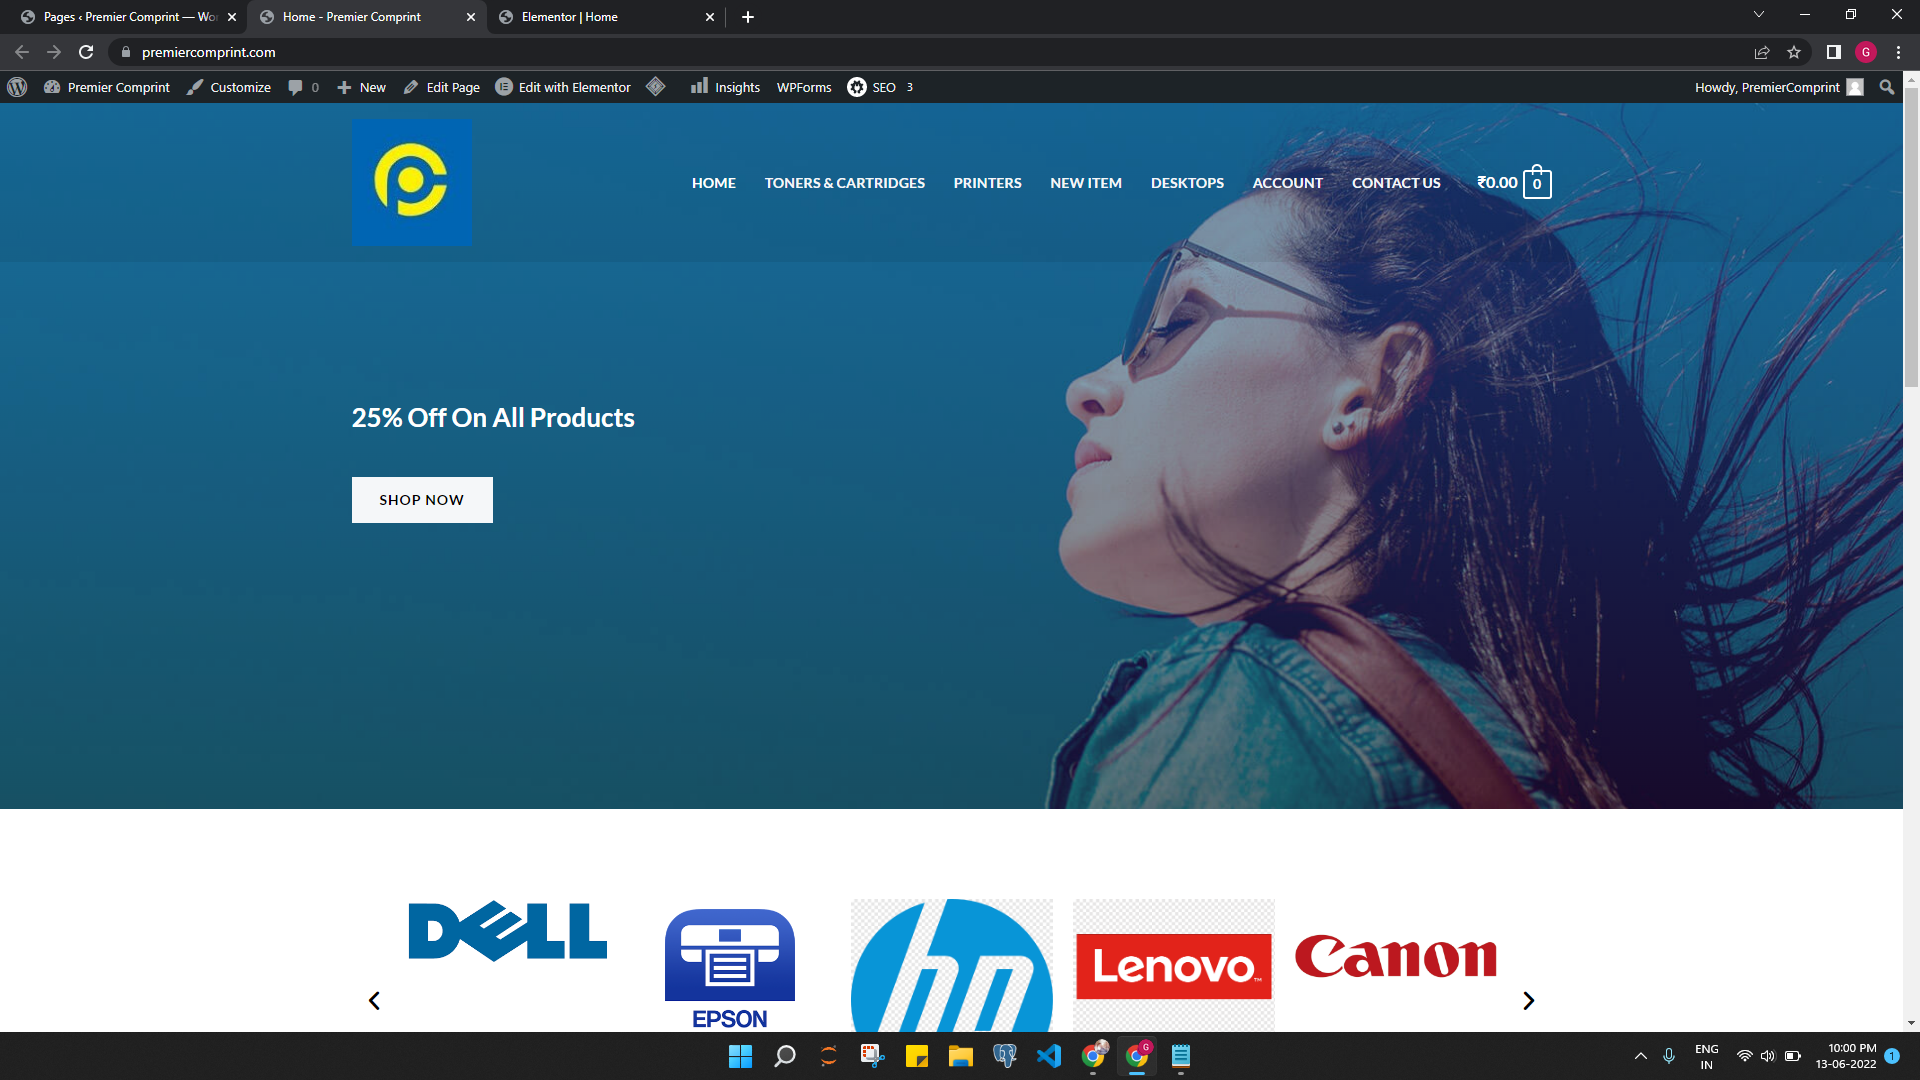 Pages ‹ Premier Comprint — Wo
Home - Premier Comprint
Elementor | Home
premiercomprint.com
G
Premier Comprint
Customize
0
New
Edit Page
Edit with Elementor
Insights
WPForms
SEO 3
Howdy, PremierComprint
HOME
TONERS & CARTRIDGES
PRINTERS
NEW ITEM
DESKTOPS
ACCOUNT
CONTACT US
₹0.00 0
25% Off On All Products
SHOP NOW
DELL
EPSON
hp
Lenovo™
Canon
G
ENG
IN
10:00 PM
13-06-2022
1